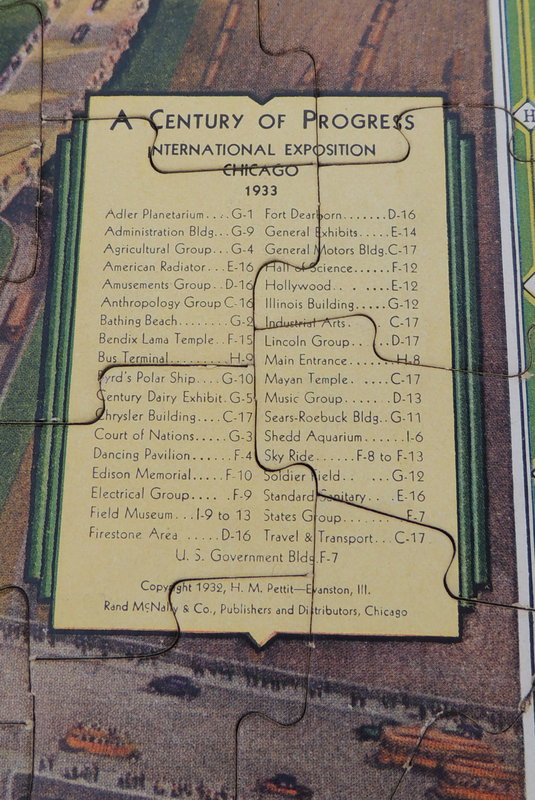 A CENTURY OF PROGRESS
INTERNATIONAL EXPOSITION
CHICAGO
1933
Adler Planetarium....G-1
Administration Bldg...G-9
Agricultural Group....G-4
American Radiator...E-16
Amusements Group..D-16
Anthropology Group C-16
Bathing Beach.......G-2
Bendix Lama Temple..F-15
Bus Terminal........H-9
Byrd's Polar Ship....G-10
Century Dairy Exhibit.G-5
Chrysler Building....C-17
Court of Nations.....G-3
Dancing Pavilion.....F-4
Edison Memorial....F-10
Electrical Group.....F-9
Field Museum...I-9 to 13
Firestone Area.....D-16
Fort Dearborn.......D-16
General Exhibits....E-14
General Motors Bldg.C-17
Hall of Science.....F-12
Hollywood........E-12
Illinois Building.....G-12
Industrial Arts....C-17
Lincoln Group......D-17
Main Entrance......H-8
Mayan Temple.....C-17
Music Group.......D-13
Sears-Roebuck Bldg..G-11
Shedd Aquarium......I-6
Sky Ride......F-8 to F-13
Soldier Field.......G-12
Standard Sanitary...E-16
States Group.......F-7
Travel & Transport...C-17
U. S. Government Bldg.F-7
Copyright 1932, H. M. Pettit—Evanston, Ill.
Rand McNally & Co., Publishers and Distributors, Chicago
H